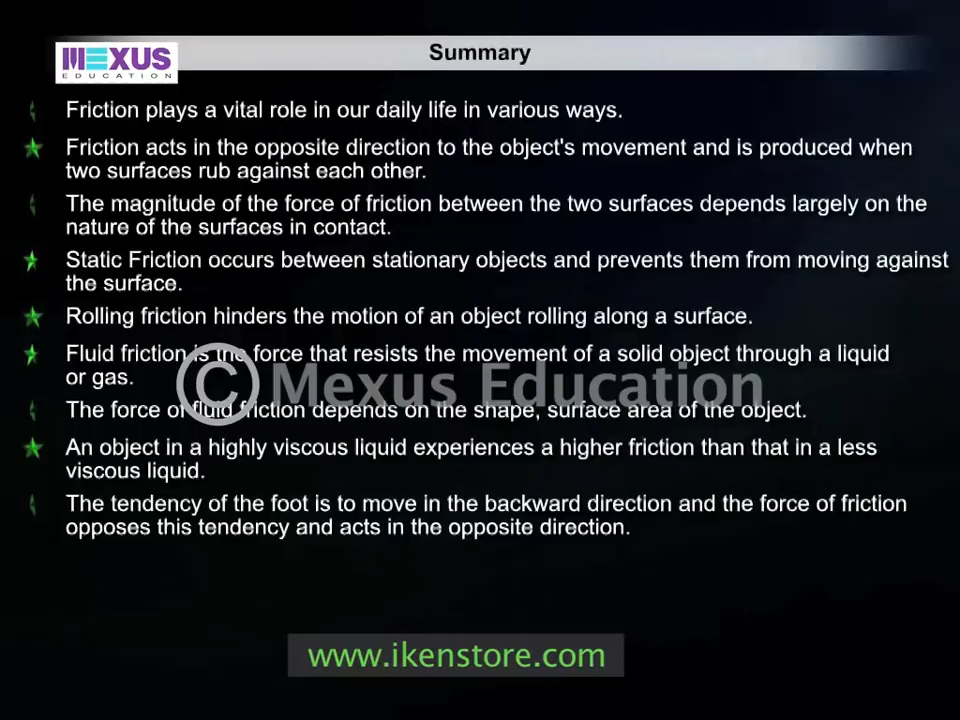 MEXUS
EDUCATION
Summary
Friction plays a vital role in our daily life in various ways.
Friction acts in the opposite direction to the object's movement and is produced when
two surfaces rub against each other.
The magnitude of the force of friction between the two surfaces depends largely on the
nature of the surfaces in contact.
Static Friction occurs between stationary objects and prevents them from moving against
the surface.
Rolling friction hinders the motion of an object rolling along a surface.
Fluid friction is the force that resists the movement of a solid object through a liquid
or gas.
© Mexus Education
The force of fluid friction depends on the shape, surface area of the object.
An object in a highly viscous liquid experiences a higher friction than that in a less
viscous liquid.
The tendency of the foot is to move in the backward direction and the force of friction
opposes this tendency and acts in the opposite direction.
www.ikenstore.com